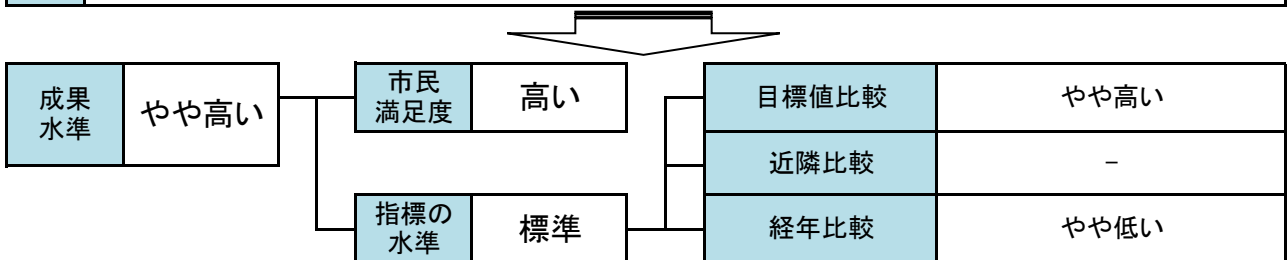 成果
水準
やや高い
市民
満足度
高い
指標の
水準
標準
目標値比較
やや高い
近隣比較
－
経年比較
やや低い